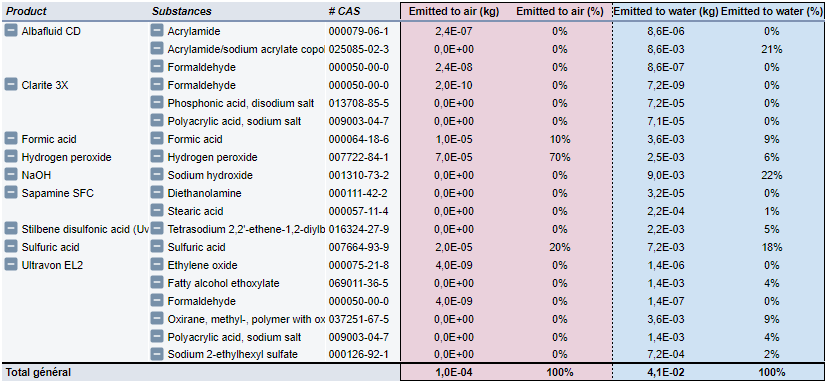 Product Substances # CAS Emitted to air (kg) Emitted to air (%) Emitted to water (kg) Emitted to water (%)
Albafluid CD Acrylamide 000079-06-1 2,4E-07 0% 8,6E-06 0%
Acrylamide/sodium acrylate copol 025085-02-3 0,0E+00 0% 8,6E-03 21%
Formaldehyde 000050-00-0 2,4E-08 0% 8,6E-07 0%
Clarite 3X Formaldehyde 000050-00-0 2,0E-10 0% 7,2E-09 0%
Phosphonic acid, disodium salt 013708-85-5 0,0E+00 0% 7,2E-05 0%
Polyacrylic acid, sodium salt 009003-04-7 0,0E+00 0% 7,1E-05 0%
Formic acid Formic acid 000064-18-6 1,0E-05 10% 3,6E-03 9%
Hydrogen peroxide Hydrogen peroxide 007722-84-1 7,0E-05 70% 2,5E-03 6%
NaOH Sodium hydroxide 001310-73-2 0,0E+00 0% 9,0E-03 22%
Sapamine SFC Diethanolamine 000111-42-2 0,0E+00 0% 3,2E-05 0%
Stearic acid 000057-11-4 0,0E+00 0% 2,2E-04 1%
Stilbene disulfonic acid (Uv Tetrasodium 2,2'-ethene-1,2-diylb 016324-27-9 0,0E+00 0% 2,2E-03 5%
Sulfuric acid Sulfuric acid 007664-93-9 2,0E-05 20% 7,2E-03 18%
Ultravon EL2 Ethylene oxide 000075-21-8 4,0E-09 0% 1,4E-06 0%
Fatty alcohol ethoxylate 069011-36-5 0,0E+00 0% 1,4E-03 4%
Formaldehyde 000050-00-0 4,0E-09 0% 1,4E-07 0%
Oxirane, methyl-, polymer with ox 037251-67-5 0,0E+00 0% 3,6E-03 9%
Polyacrylic acid, sodium salt 009003-04-7 0,0E+00 0% 1,4E-03 4%
Sodium 2-ethylhexyl sulfate 000126-92-1 0,0E+00 0% 7,2E-04 2%
Total général 1,0E-04 100% 4,1E-02 100%